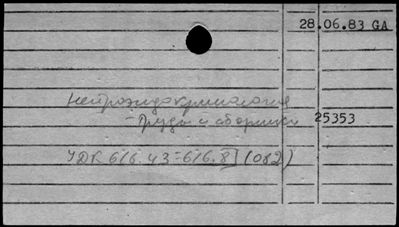 28.06.83 GA
Нейроэндокринология
- Труды и сборники 25353
УДК 616.43=616.8](082)